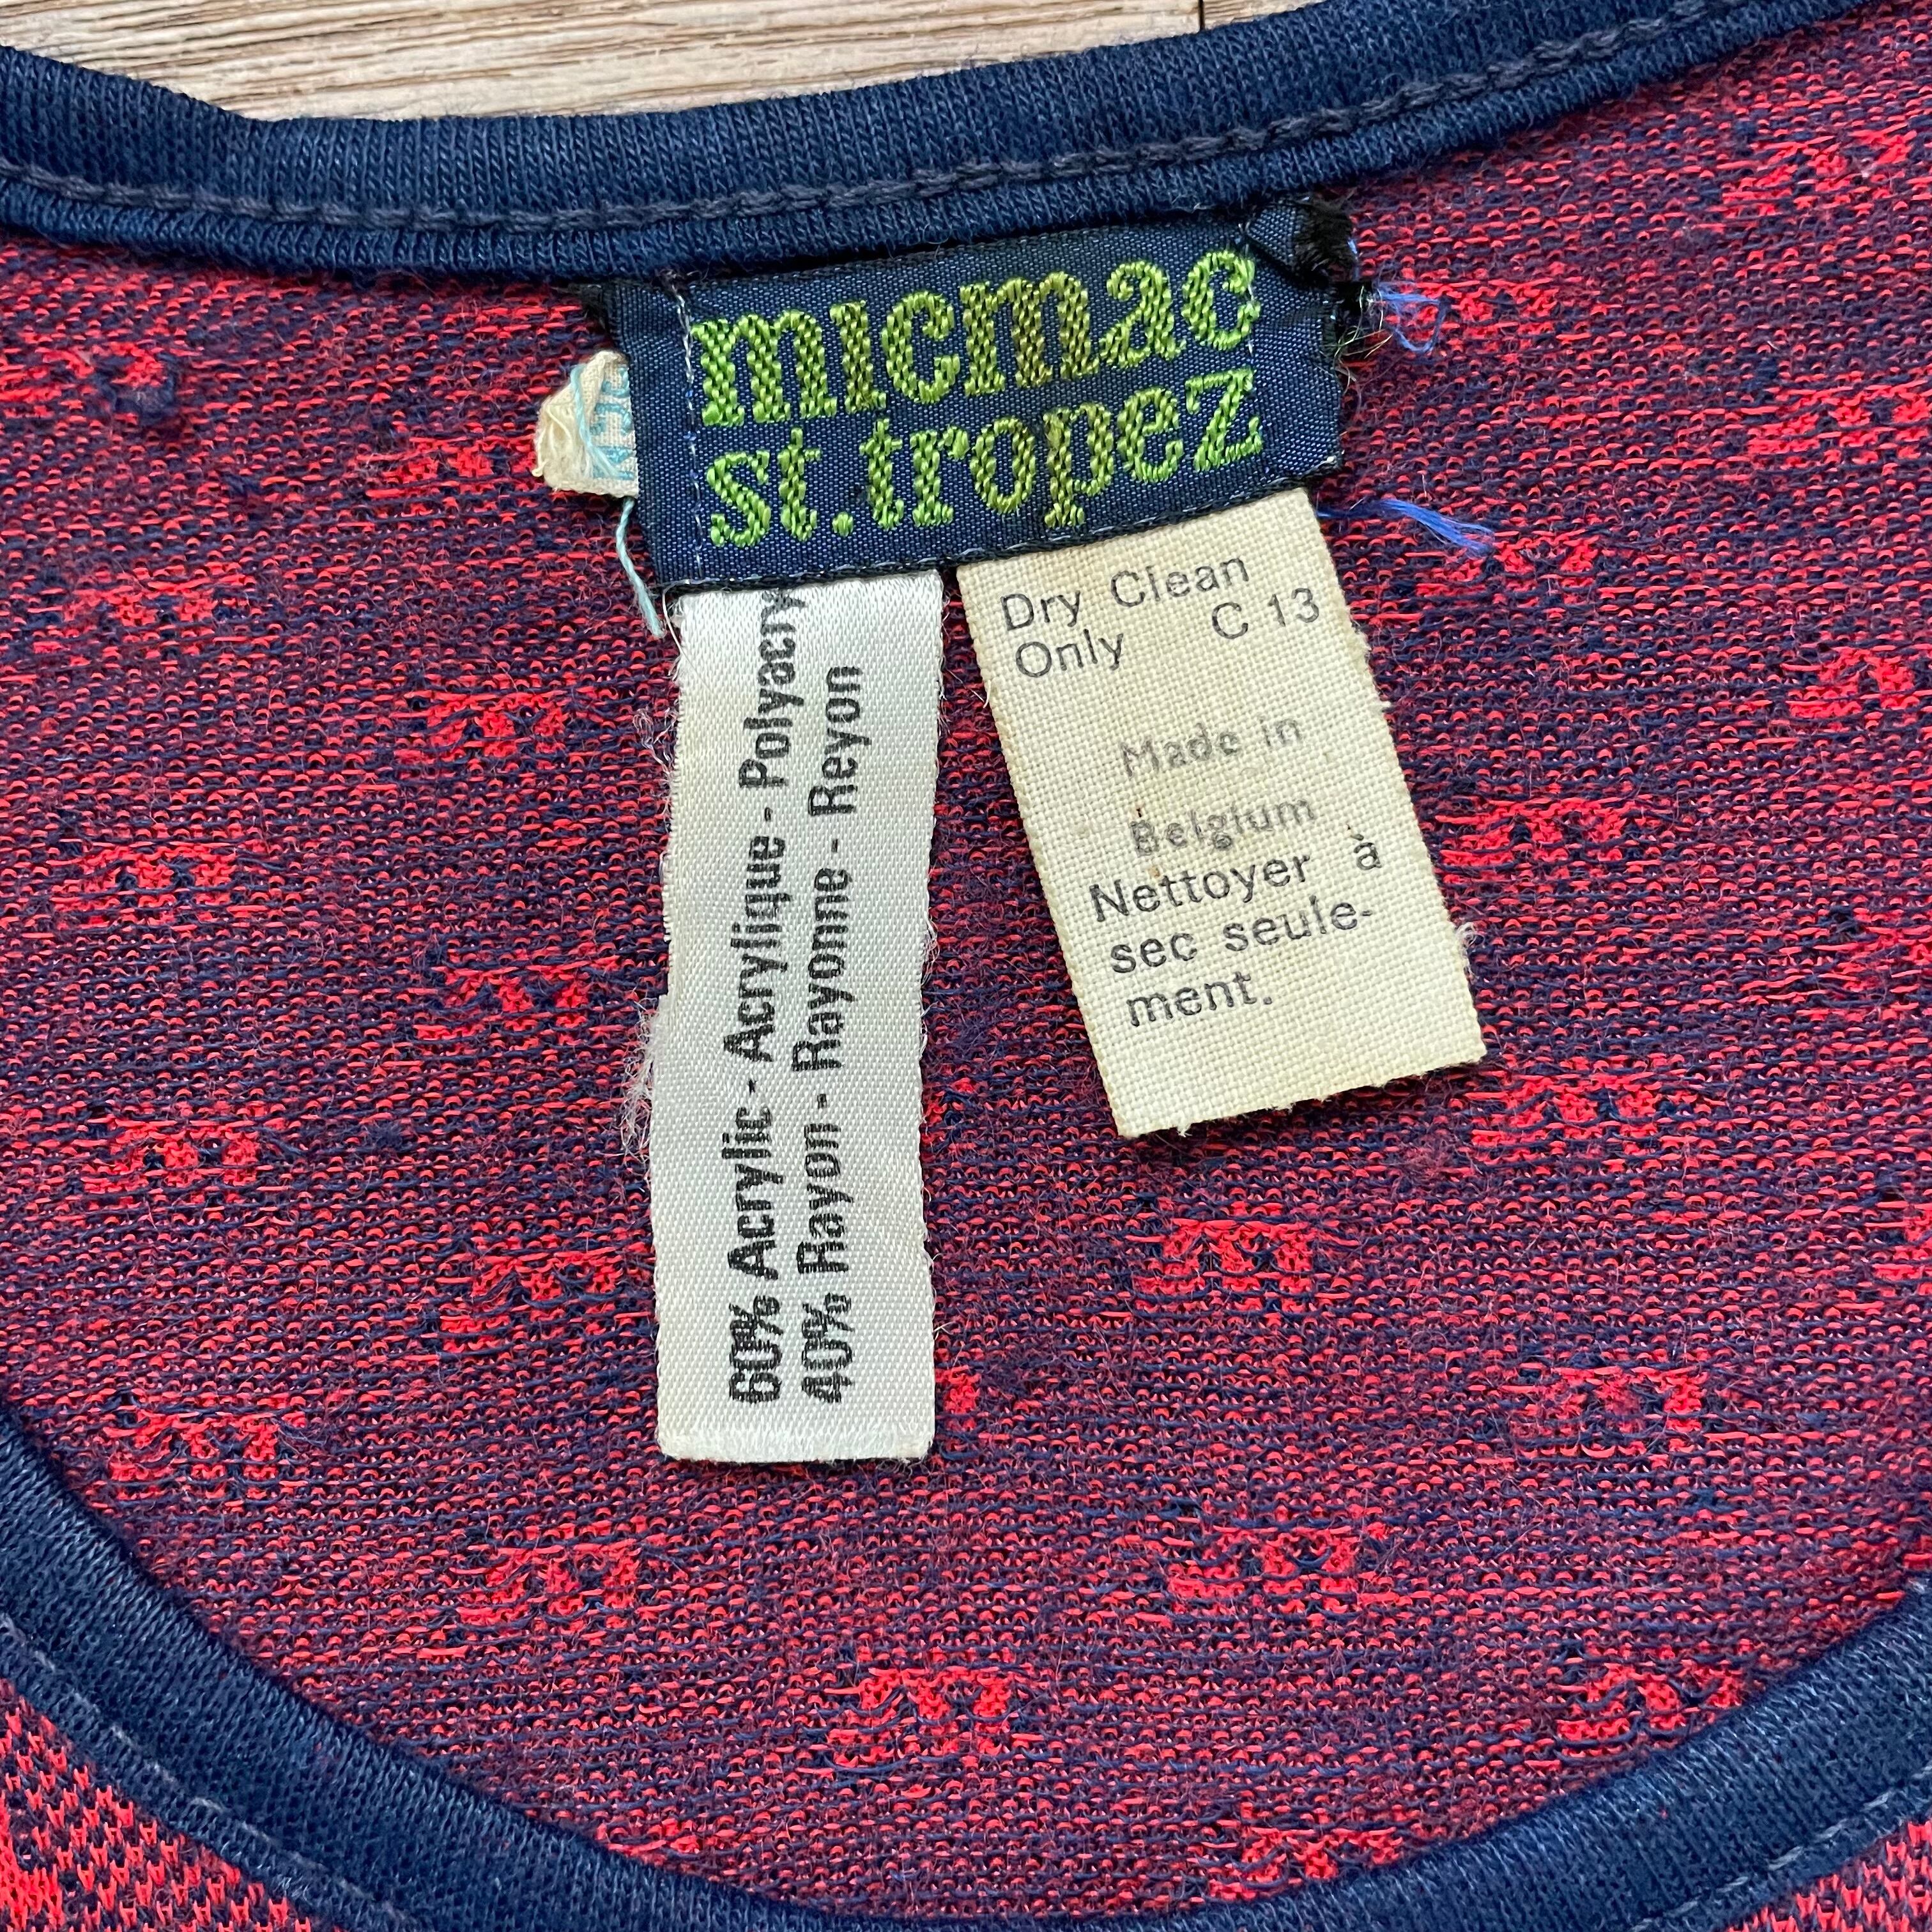 micmac
st.tropez
60% Acrylic - Acrylique - Polyacry
40% Rayon - Rayonne - Reyon
Dry Clean
Only C 13
Made in
Belgium
Nettoyer à
sec seule-
ment.